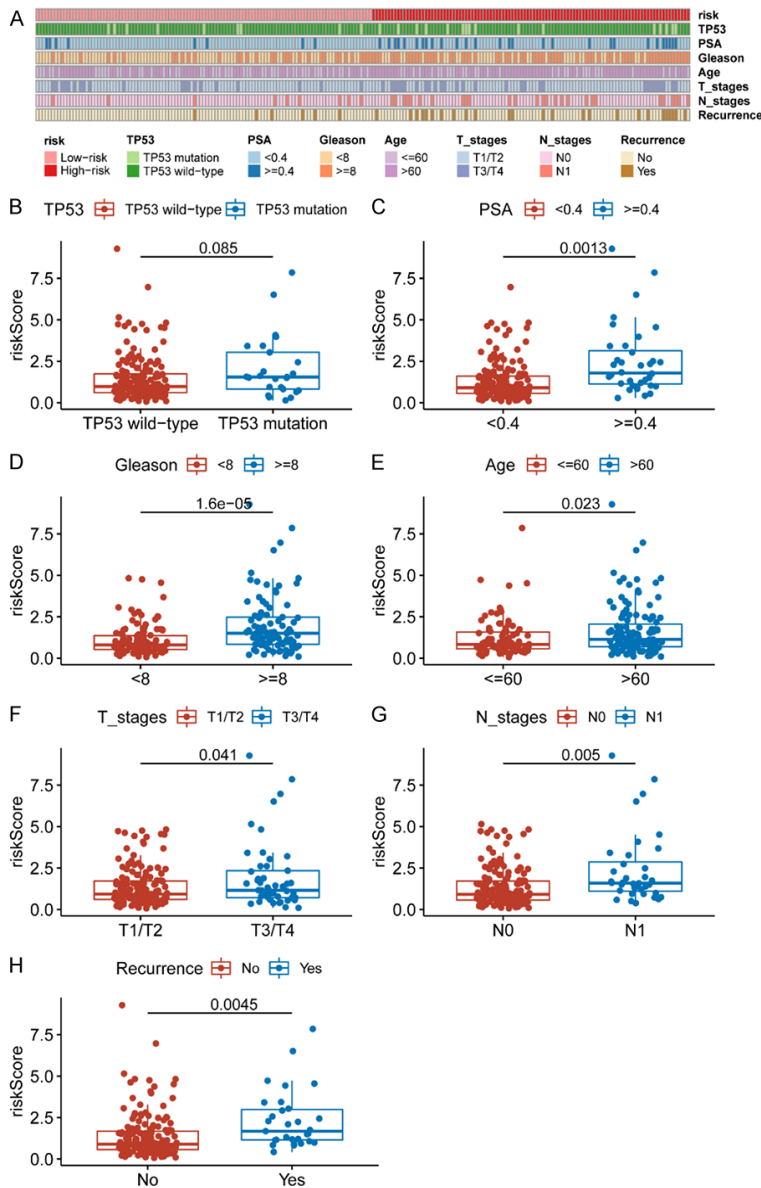 A
risk
TP53
PSA
Gleason
Age
T_stages
N_stages
Recurrence
risk TP53 PSA Gleason Age T_stages N_stages Recurrence
Low-risk TP53 mutation <0.4 <8 <=60 T1/T2 N0 No
High-risk TP53 wild-type >=0.4 >=8 >60 T3/T4 N1 Yes
B TP53 TP53 wild-type TP53 mutation
0.085
7.5
5.0
2.5
0.0
riskScore
TP53 wild-type TP53 mutation
C PSA <0.4 >=0.4
0.0013
7.5
5.0
2.5
0.0
riskScore
<0.4 >=0.4
D Gleason <8 >=8
1.6e-05
7.5
5.0
2.5
0.0
riskScore
<8 >=8
E Age <=60 >60
0.023
7.5
5.0
2.5
0.0
riskScore
<=60 >60
F T_stages T1/T2 T3/T4
0.041
7.5
5.0
2.5
0.0
riskScore
T1/T2 T3/T4
G N_stages N0 N1
0.005
7.5
5.0
2.5
0.0
riskScore
N0 N1
H Recurrence No Yes
0.0045
7.5
5.0
2.5
0.0
riskScore
No Yes